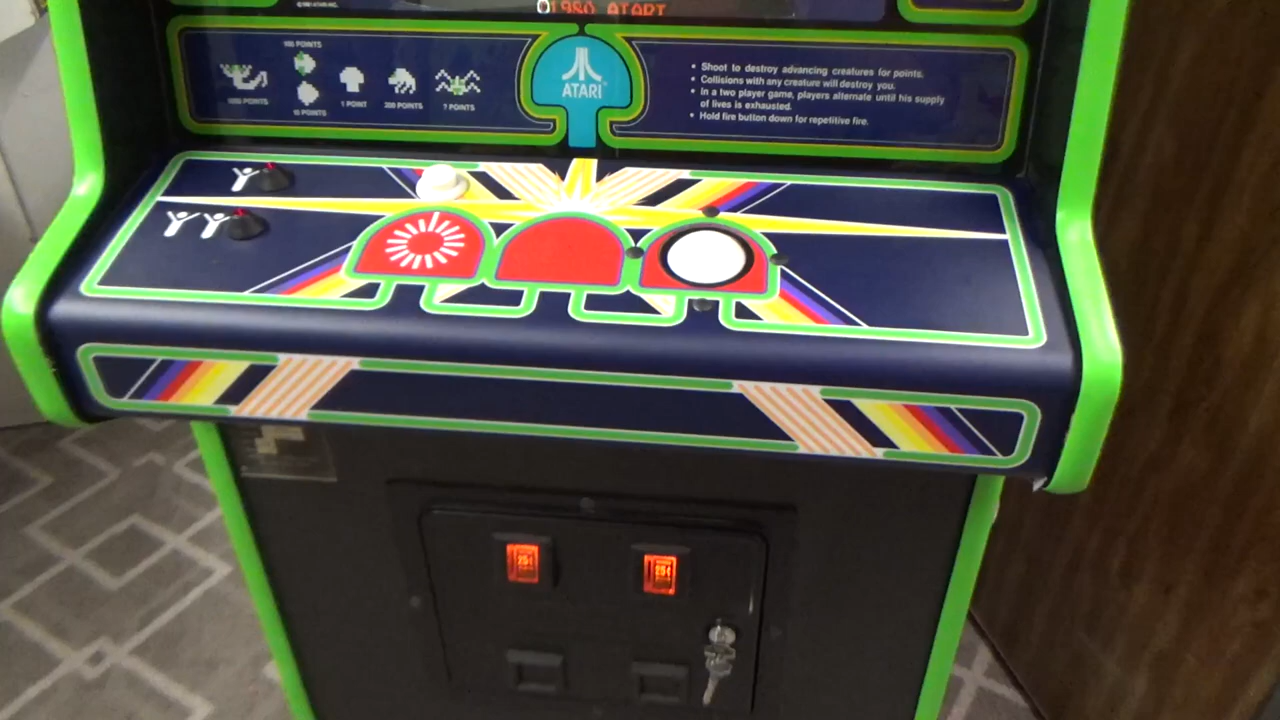 ©1980 ATARI
100 POINTS
1000 POINTS
10 POINTS
1 POINT
200 POINTS
? POINTS
ATARI
• Shoot to destroy advancing creatures for points.
• Collisions with any creature will destroy you.
• In a two player game, players alternate until his supply
of lives is exhausted.
• Hold fire button down for repetitive fire.
25¢
25¢